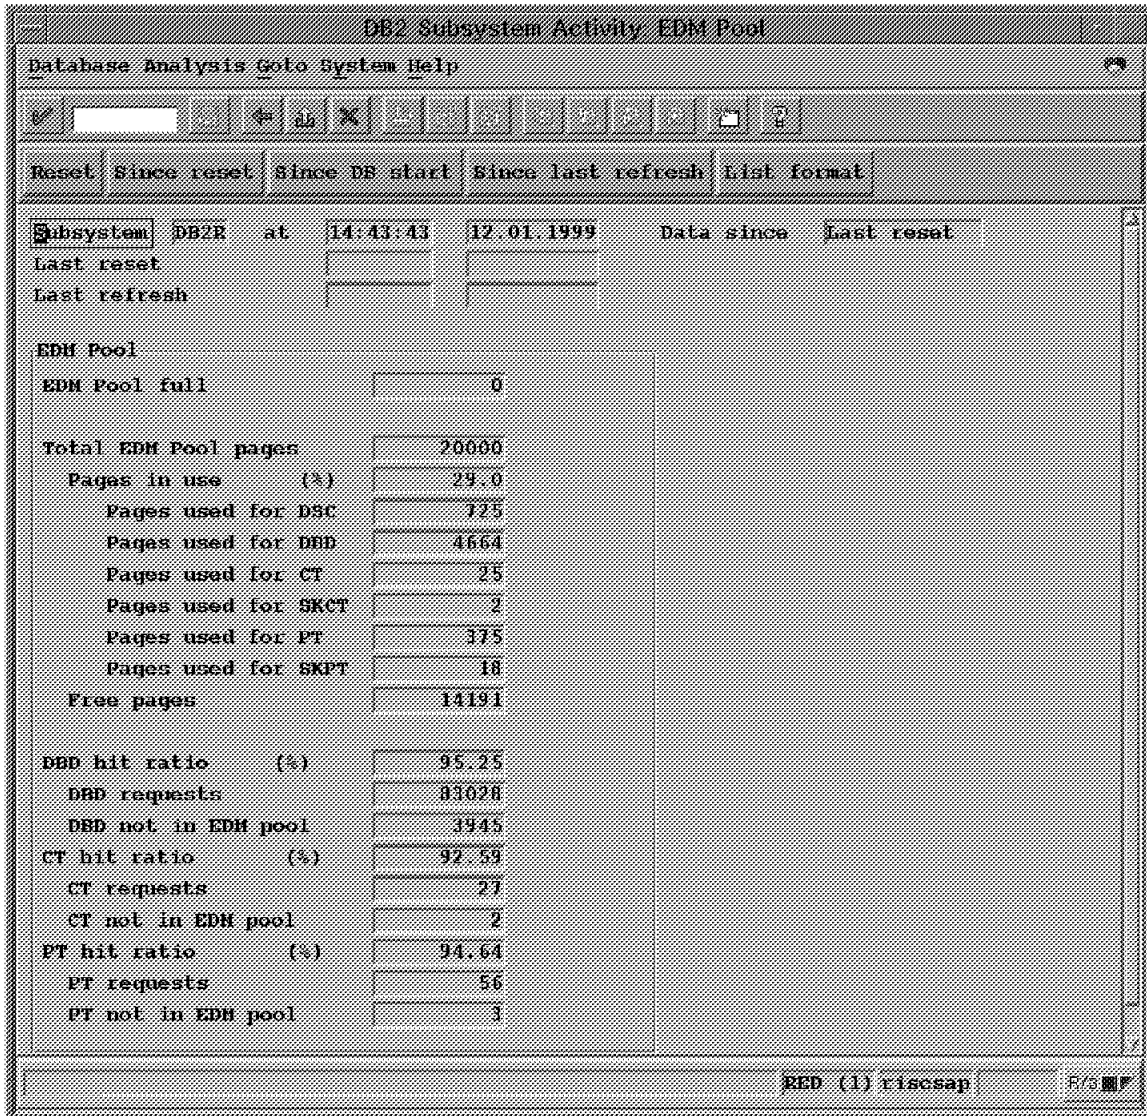 DB2 Subsystem Activity: EDM Pool
Database Analysis Goto System Help
Reset Since reset Since DB start Since last refresh List format
Subsystem DB2R at 14:43:43 12.01.1999 Data since Last reset
Last reset
Last refresh
EDM Pool
EDM Pool full 0
Total EDM Pool pages 20000
Pages in use (%) 29.0
Pages used for DSC 725
Pages used for DBD 4664
Pages used for CT 25
Pages used for SKCT 2
Pages used for PT 375
Pages used for SKPT 18
Free pages 14191
DBD hit ratio (%) 95.25
DBD requests 83028
DBD not in EDM pool 3945
CT hit ratio (%) 92.59
CT requests 27
CT not in EDM pool 2
PT hit ratio (%) 94.64
PT requests 56
PT not in EDM pool 3
RED (1) riscsap R/3